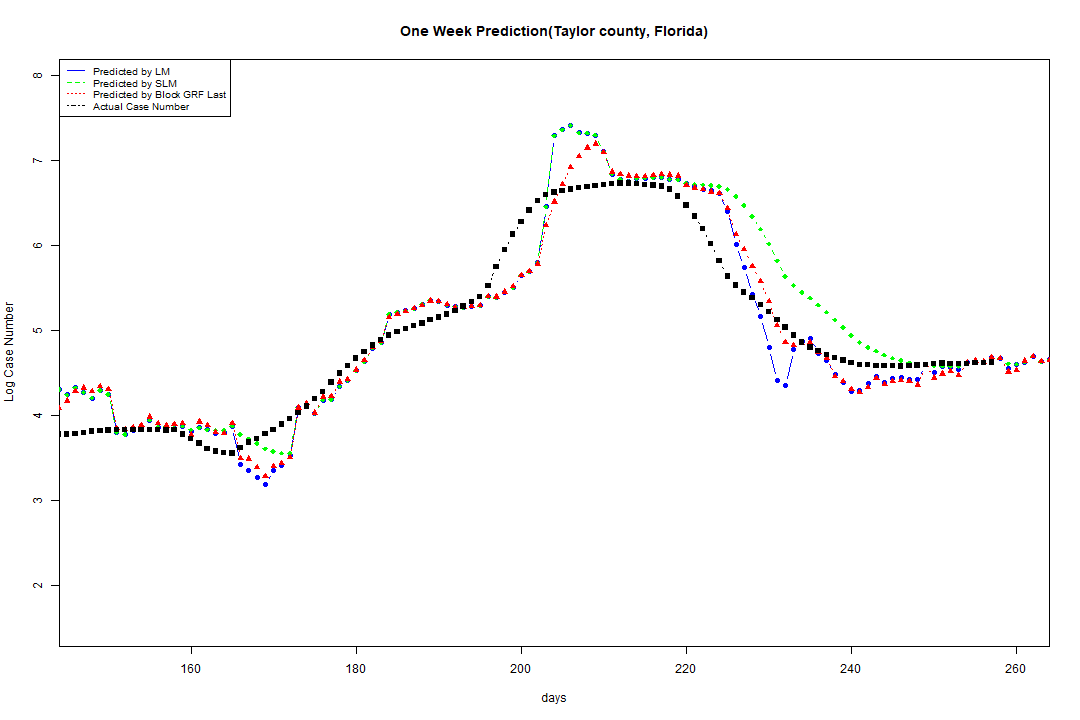 One Week Prediction(Taylor county, Florida)
Predicted by LM
Predicted by SLM
Predicted by Block GRF Last
Actual Case Number
8
7
6
5
4
3
2
Log Case Number
160 180 200 220 240 260
days